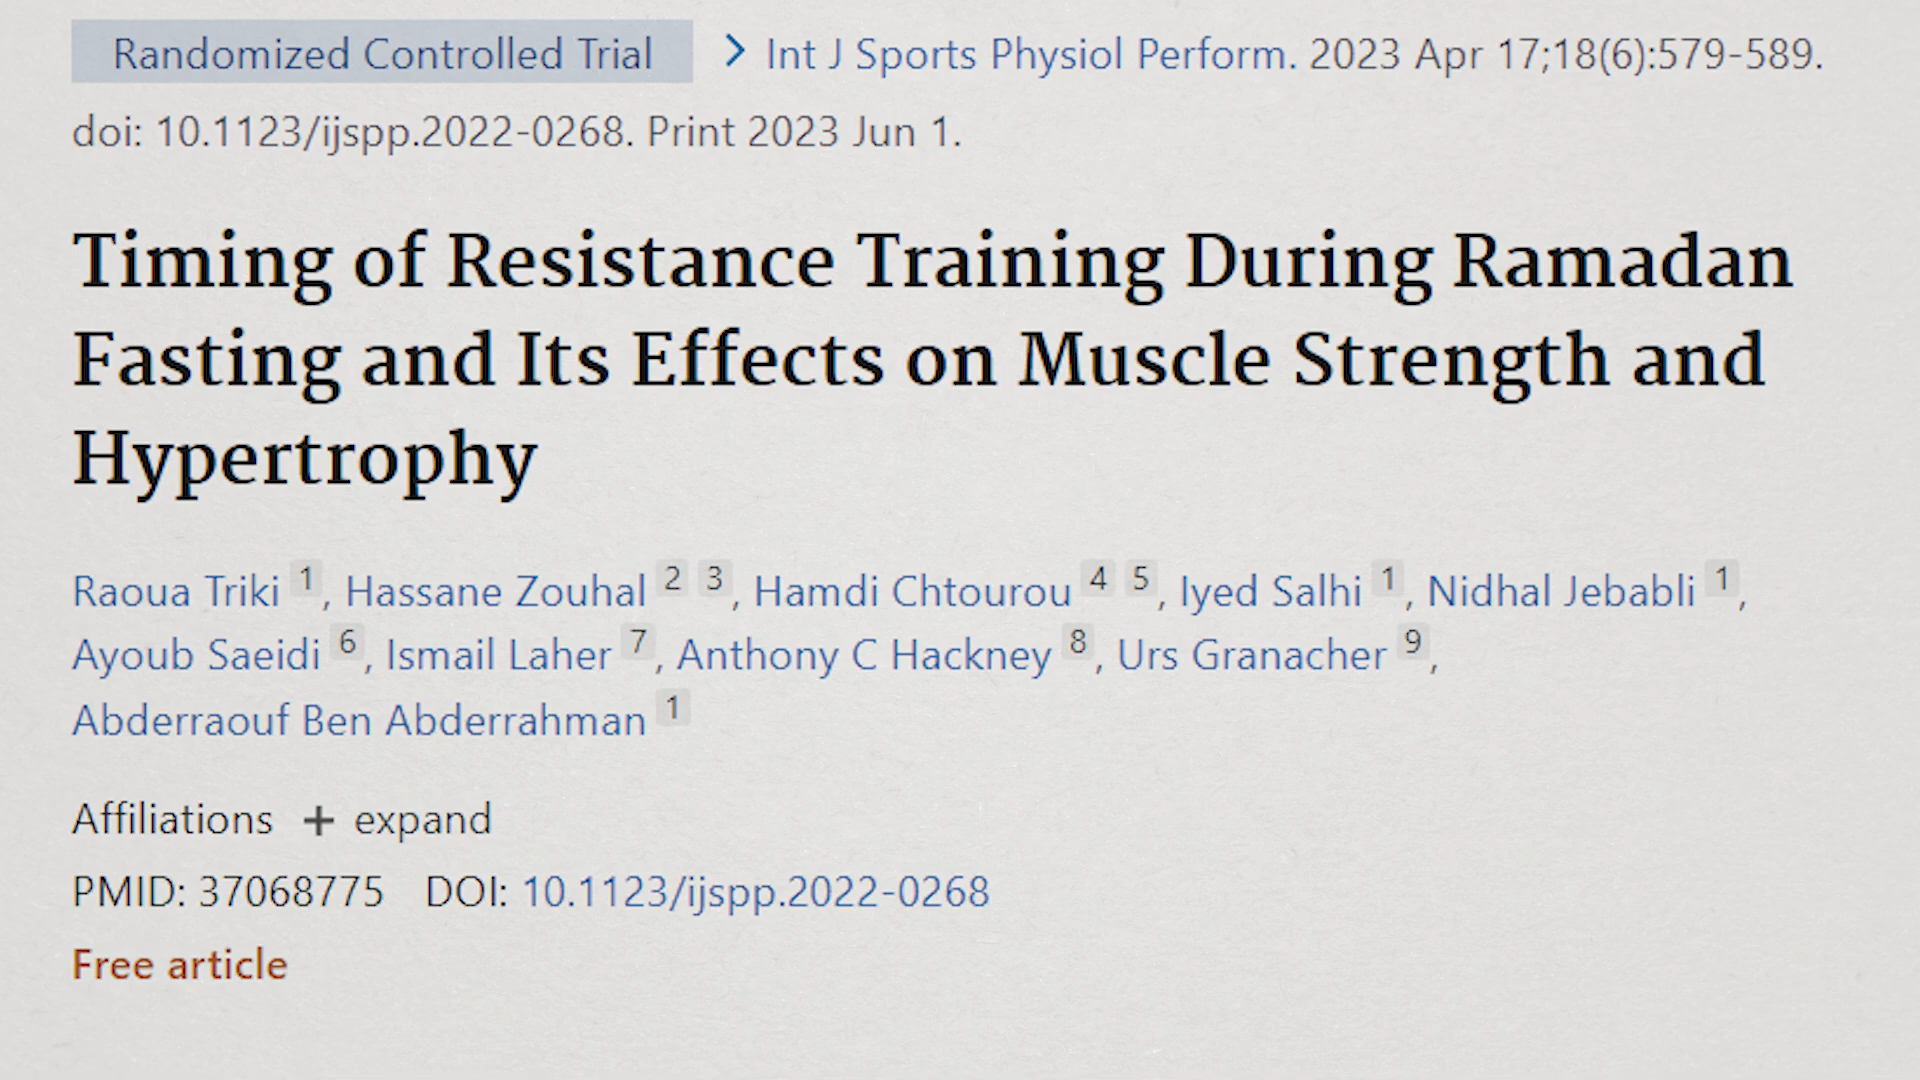 Randomized Controlled Trial > Int J Sports Physiol Perform. 2023 Apr 17;18(6):579-589.
doi: 10.1123/ijspp.2022-0268. Print 2023 Jun 1.
Timing of Resistance Training During Ramadan
Fasting and Its Effects on Muscle Strength and
Hypertrophy
Raoua Triki 1, Hassane Zouhal 2 3, Hamdi Chtourou 4 5, Iyed Salhi 1, Nidhal Jebabli 1,
Ayoub Saeidi 6, Ismail Laher 7, Anthony C Hackney 8, Urs Granacher 9,
Abderraouf Ben Abderrahman 1
Affiliations + expand
PMID: 37068775 DOI: 10.1123/ijspp.2022-0268
Free article